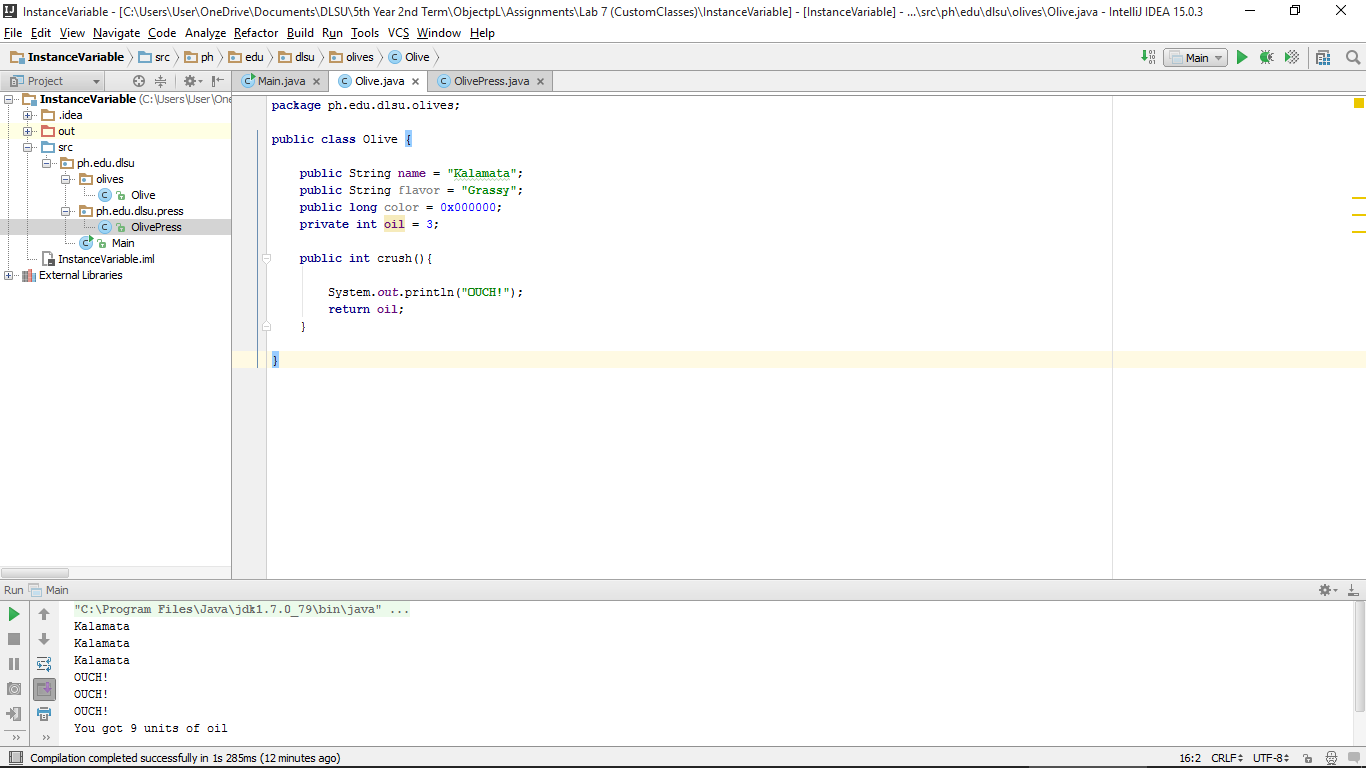 InstanceVariable - [C:\Users\User\OneDrive\Documents\DLSU\5th Year 2nd Term\ObjectpL\Assignments\Lab 7 (CustomClasses)\InstanceVariable] - [InstanceVariable] - ...\src\ph\edu\dlsu\olives\Olive.java - IntelliJ IDEA 15.0.3
File Edit View Navigate Code Analyze Refactor Build Run Tools VCS Window Help
InstanceVariable src ph edu dlsu olives Olive Main
Project Main.java Olive.java OlivePress.java
InstanceVariable (C:\Users\User\One
.idea
out
src
ph.edu.dlsu
olives
Olive
ph.edu.dlsu.press
OlivePress
Main
InstanceVariable.iml
External Libraries
package ph.edu.dlsu.olives;
public class Olive {
public String name = "Kalamata";
public String flavor = "Grassy";
public long color = 0x000000;
private int oil = 3;
public int crush(){
System.out.println("OUCH!");
return oil;
}
}
Run Main
"C:\Program Files\Java\jdk1.7.0_79\bin\java" ...
Kalamata
Kalamata
Kalamata
OUCH!
OUCH!
OUCH!
You got 9 units of oil
Compilation completed successfully in 1s 285ms (12 minutes ago) 16:2 CRLF UTF-8